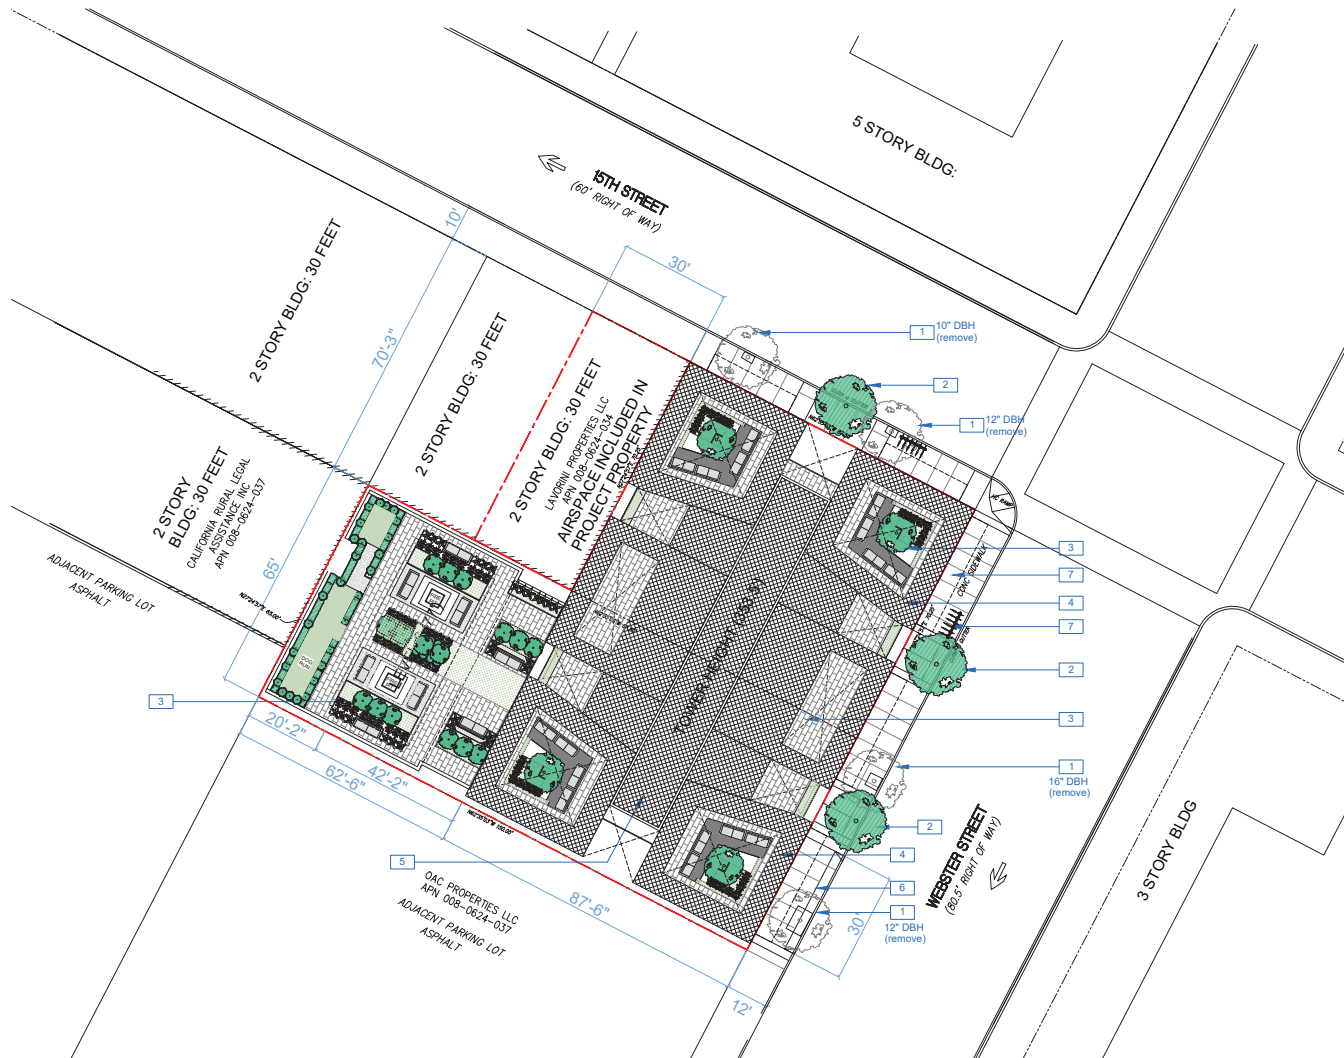 5 STORY BLDG:
15TH STREET
(60' RIGHT OF WAY)
10'
30'
2 STORY BLDG: 30 FEET
70'-3"
2 STORY BLDG: 30 FEET
2 STORY BLDG: 30 FEET
LAVORINI PROPERTIES LLC
APN 008-0624-034
AIRSPACE INCLUDED IN
PROJECT PROPERTY
1
10" DBH
(remove)
2
1
12" DBH
(remove)
2 STORY
BLDG: 30 FEET
CALIFORNIA RURAL LEGAL
ASSISTANCE INC
APN 008-0624-037
ADJACENT PARKING LOT
ASPHALT
65'
CONC SIDEWALK
3
7
4
7
2
3
1
16" DBH
(remove)
2
4
6
1
12" DBH
(remove)
DOG
RUN
3
20'-2"
42'-2"
62'-6"
5
OAC PROPERTIES LLC
APN 008-0624-037
ADJACENT PARKING LOT
ASPHALT
87'-6"
30'
12'
WEBSTER STREET
(80.5' RIGHT OF WAY)
3 STORY BLDG